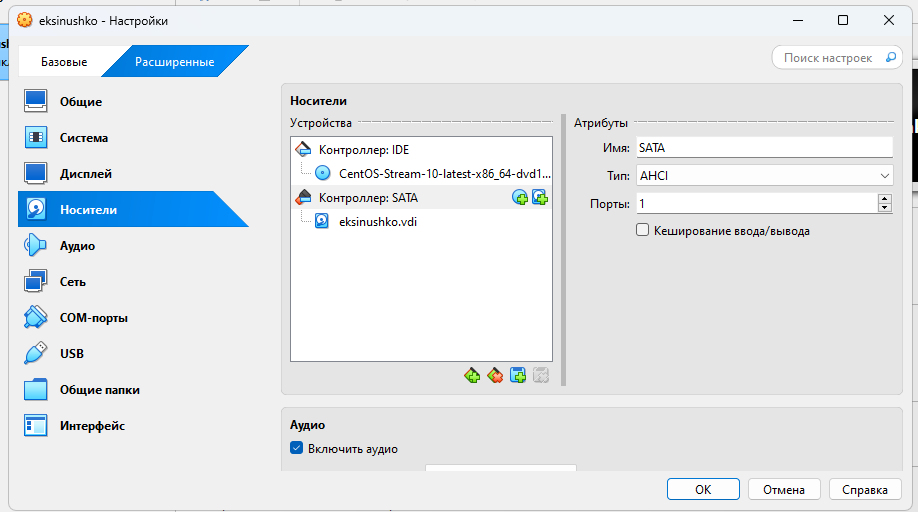 eksinushko - Настройки
Базовые
Расширенные
Поиск настроек
Общие
Система
Дисплей
Носители
Аудио
Сеть
COM-порты
USB
Общие папки
Интерфейс
Носители
Устройства
Контроллер: IDE
CentOS-Stream-10-latest-x86_64-dvd1...
Контроллер: SATA
eksinushko.vdi
Атрибуты
Имя: SATA
Тип: AHCI
Порты: 1
Кеширование ввода/вывода
Аудио
Включить аудио
OK
Отмена
Справка